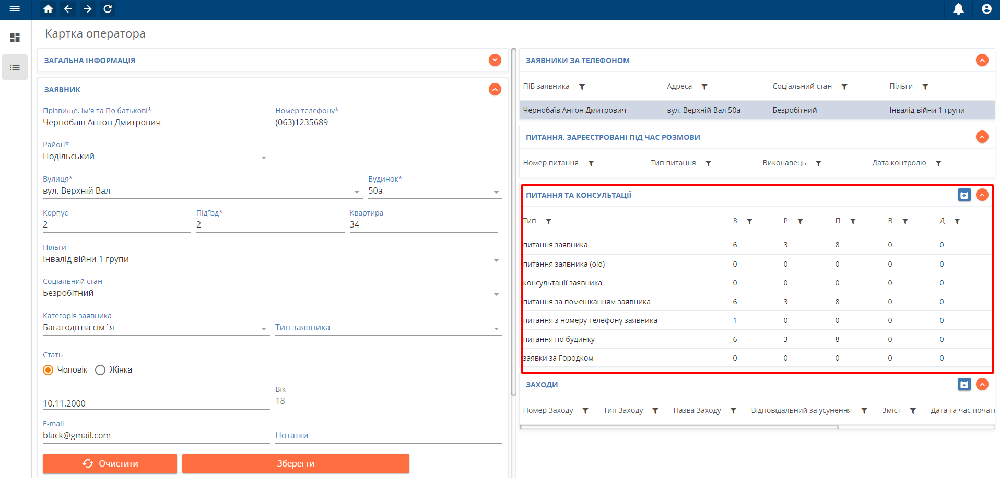 Картка оператора
ЗАГАЛЬНА ІНФОРМАЦІЯ
ЗАЯВНИК
Прізвище, Ім'я та По батькові*
Чернобаїв Антон Дмитрович
Номер телефону*
(063)1235689
Район*
Подільський
Вулиця*
вул. Верхній Вал
Будинок*
50а
Корпус
2
Під'їзд*
2
Квартира
34
Пільги
Інвалід війни 1 групи
Соціальний стан
Безробітний
Категорія заявника
Багатодітна сім`я
Тип заявника
Стать
Чоловік Жінка
10.11.2000
Вік
18
E-mail
black@gmail.com
Нотатки
Очистити
Зберегти
ЗАЯВНИКИ ЗА ТЕЛЕФОНОМ
ПІБ заявника Адреса Соціальний стан Пільги
Чернобаїв Антон Дмитрович вул. Верхній Вал 50а Безробітний Інвалід війни 1 групи
ПИТАННЯ, ЗАРЕЄСТРОВАНІ ПІД ЧАС РОЗМОВИ
Номер питання Тип питання Виконавець Дата контролю
ПИТАННЯ ТА КОНСУЛЬТАЦІЇ
Тип З Р П В Д
питання заявника 6 3 8 0 0
питання заявника (old) 0 0 0 0 0
консультації заявника 0 0 0 0 0
питання за помешканням заявника 6 3 8 0 0
питання з номеру телефону заявника 1 0 0 0 0
питання по будинку 6 3 8 0 0
заявки за Городком 0 0 0 0 0
ЗАХОДИ
Номер Заходу Тип Заходу Назва Заходу Відповідальний за усунення Зміст Дата та час почат